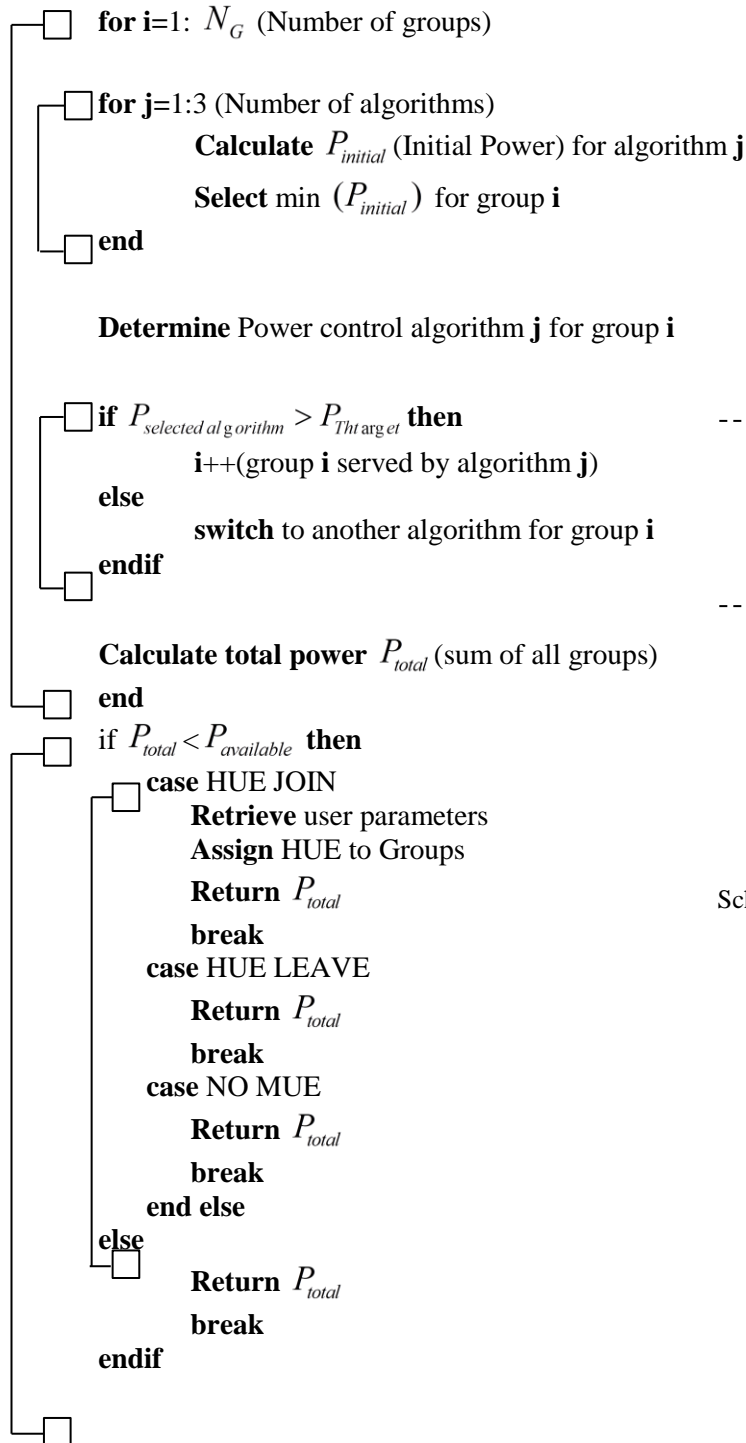 for i=1: N_G (Number of groups)
for j=1:3 (Number of algorithms)
Calculate P_initial (Initial Power) for algorithm j
Select min (P_initial) for group i
end
Determine Power control algorithm j for group i
if P_selected algorithm > P_Tht arg et then
--
i++(group i served by algorithm j)
else
switch to another algorithm for group i
endif
--
Calculate total power P_total (sum of all groups)
end
if P_total < P_available then
case HUE JOIN
Retrieve user parameters
Assign HUE to Groups
Return P_total
break
case HUE LEAVE
Return P_total
break
case NO MUE
Return P_total
break
end else
else
Return P_total
break
endif